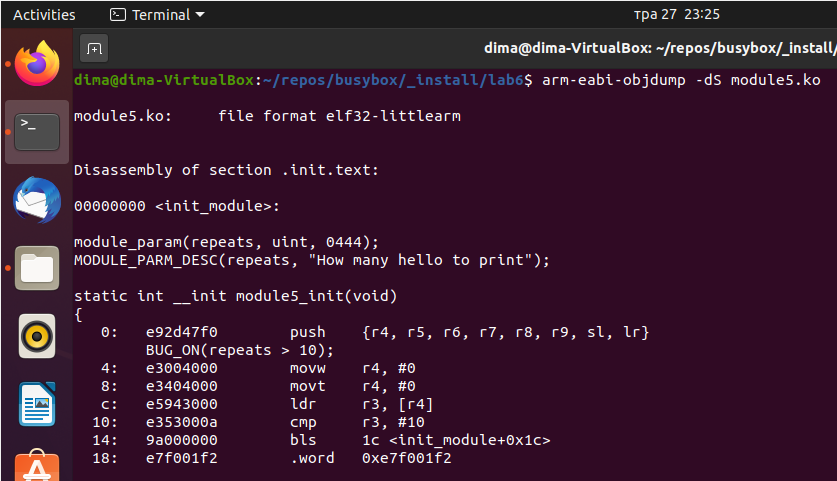 Activities Terminal тра 27 23:25
dima@dima-VirtualBox: ~/repos/busybox/_install/
dima@dima-VirtualBox:~/repos/busybox/_install/lab6$ arm-eabi-objdump -dS module5.ko
module5.ko:     file format elf32-littlearm
Disassembly of section .init.text:
00000000 <init_module>:
module_param(repeats, uint, 0444);
MODULE_PARM_DESC(repeats, "How many hello to print");
static int __init module5_init(void)
{
   0:   e92d47f0        push    {r4, r5, r6, r7, r8, r9, sl, lr}
        BUG_ON(repeats > 10);
   4:   e3004000        movw    r4, #0
   8:   e3404000        movt    r4, #0
   c:   e5943000        ldr     r3, [r4]
  10:   e353000a        cmp     r3, #10
  14:   9a000000        bls     1c <init_module+0x1c>
  18:   e7f001f2        .word   0xe7f001f2